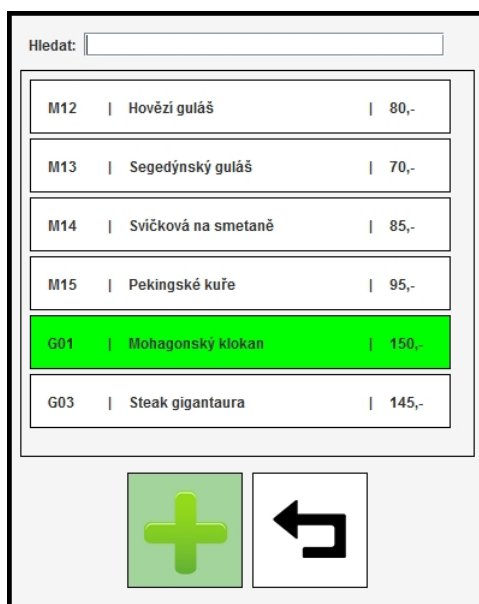 Hledat:
M12 | Hovězí guláš | 80,-
M13 | Segedýnský guláš | 70,-
M14 | Svíčková na smetaně | 85,-
M15 | Pekingské kuře | 95,-
G01 | Mohagonský klokan | 150,-
G03 | Steak gigantaura | 145,-